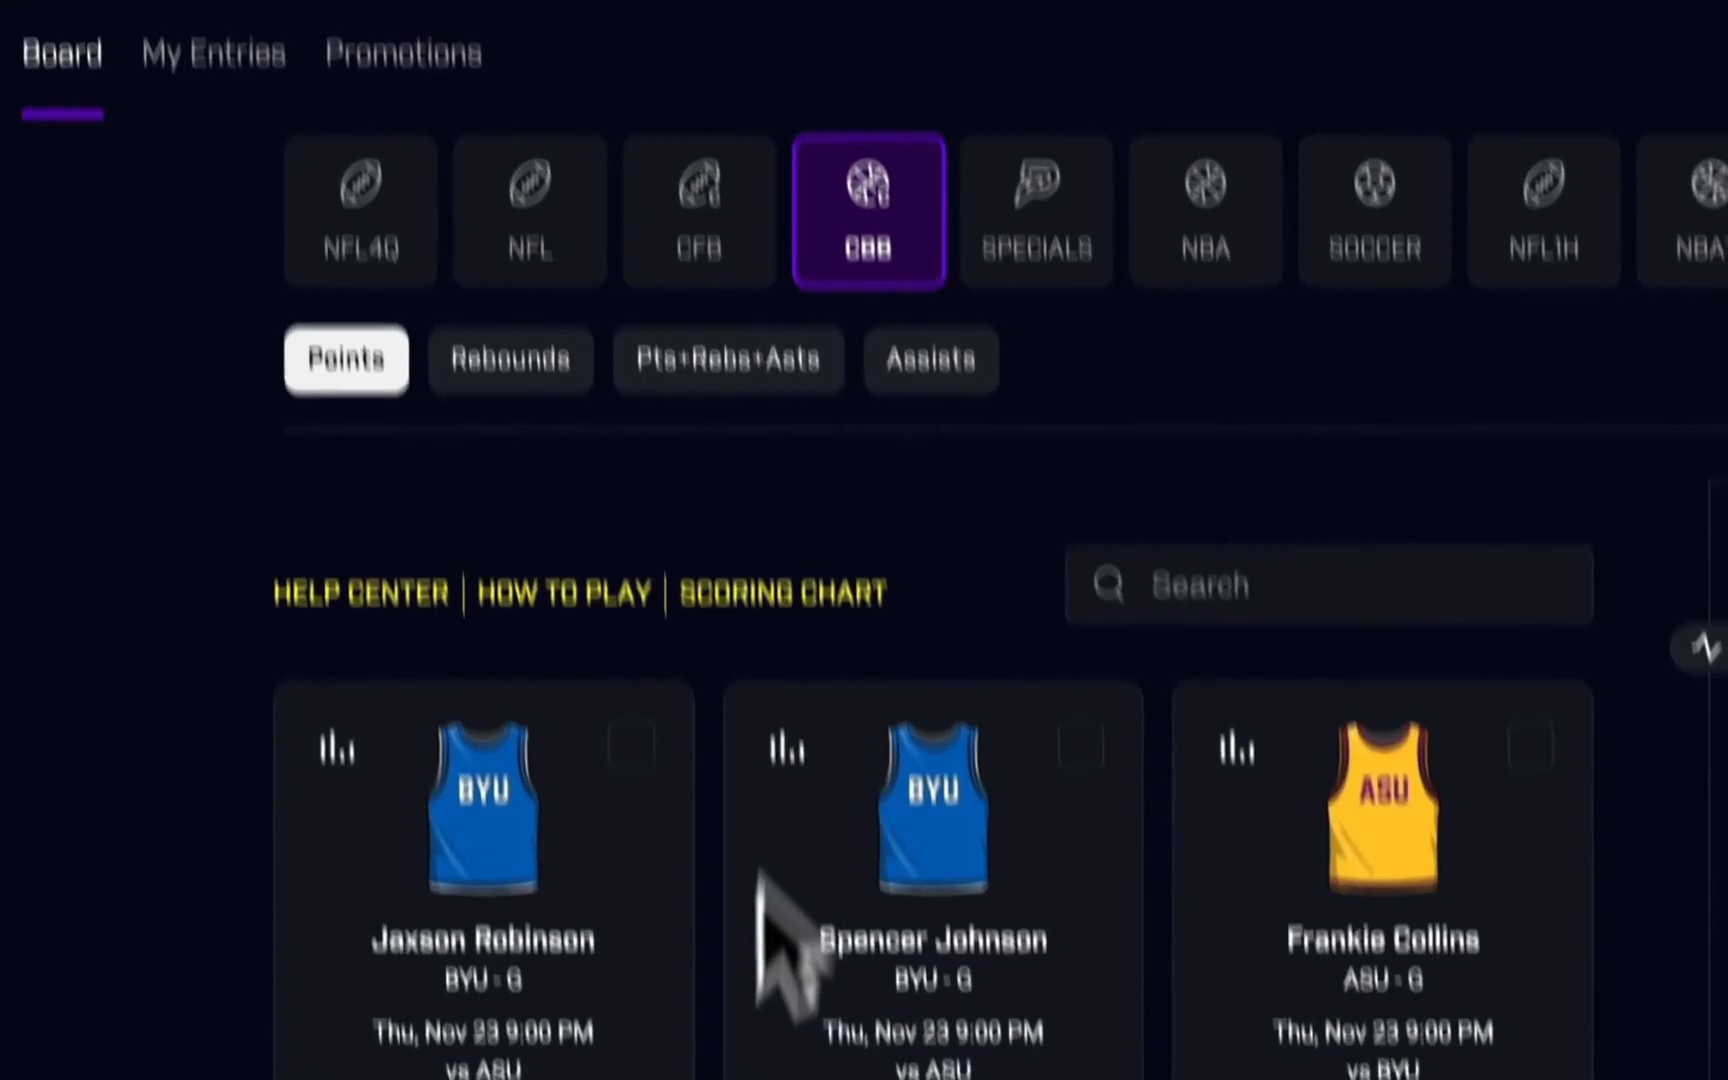 Board My Entries Promotions
NFL4Q NFL CFB CBB SPECIALS NBA SOCCER NFL1H
Points Rebounds Pts+Rebs+Asts Assists
HELP CENTER | HOW TO PLAY | SCORING CHART Search
BYU BYU ASU
Jaxson Robinson Spencer Johnson Frankie Collins
BYU - G BYU - G ASU - G
Thu, Nov 23 9:00 PM Thu, Nov 23 9:00 PM Thu, Nov 23 9:00 PM
vs ASU vs ASU vs BYU